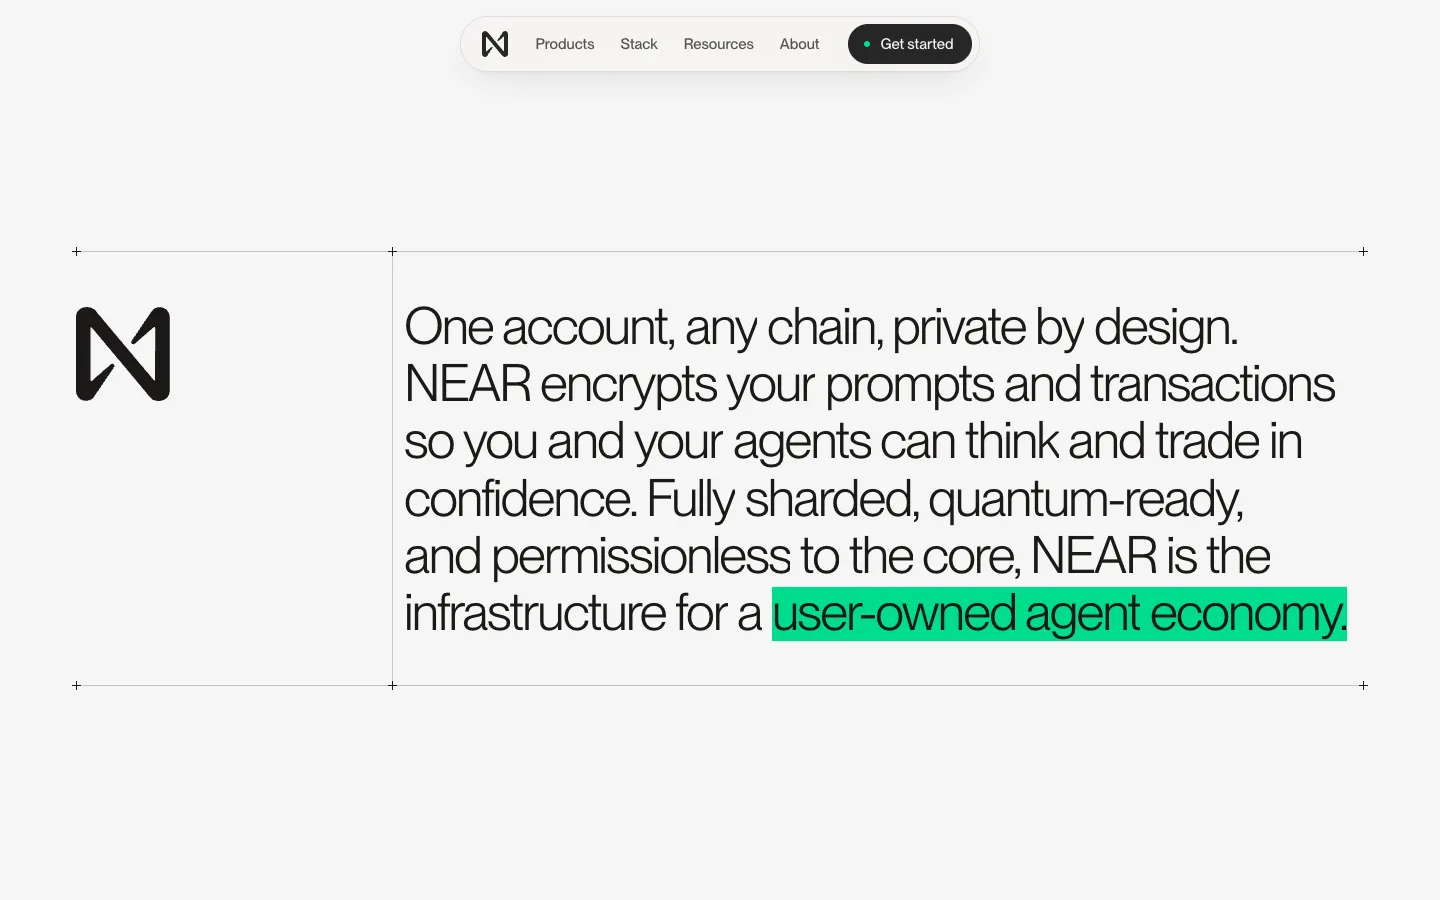 Products
Stack
Resources
About
Get started
One account, any chain, private by design.
NEAR encrypts your prompts and transactions
so you and your agents can think and trade in
confidence. Fully sharded, quantum-ready,
and permissionless to the core, NEAR is the
infrastructure for a user-owned agent economy.